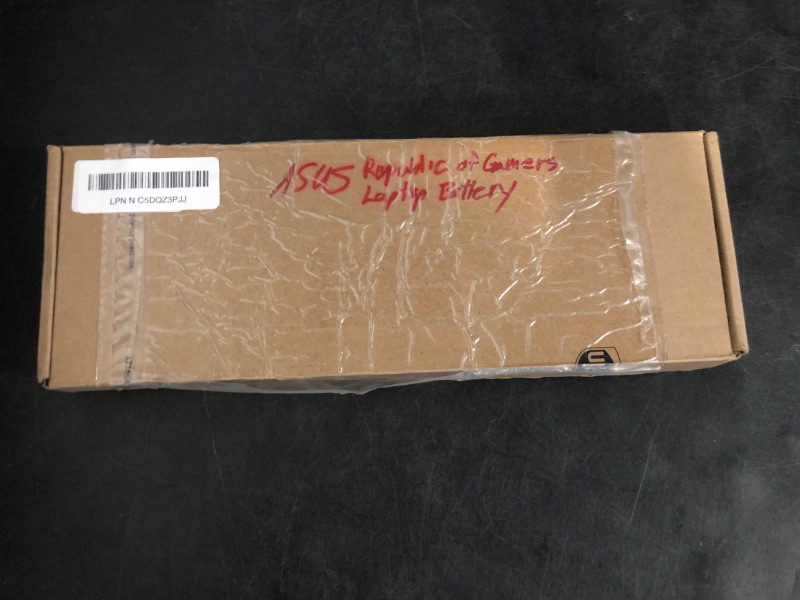 LPN N C5DQZ3PJJ
ASUS Republic of Gamers
Laptop Battery